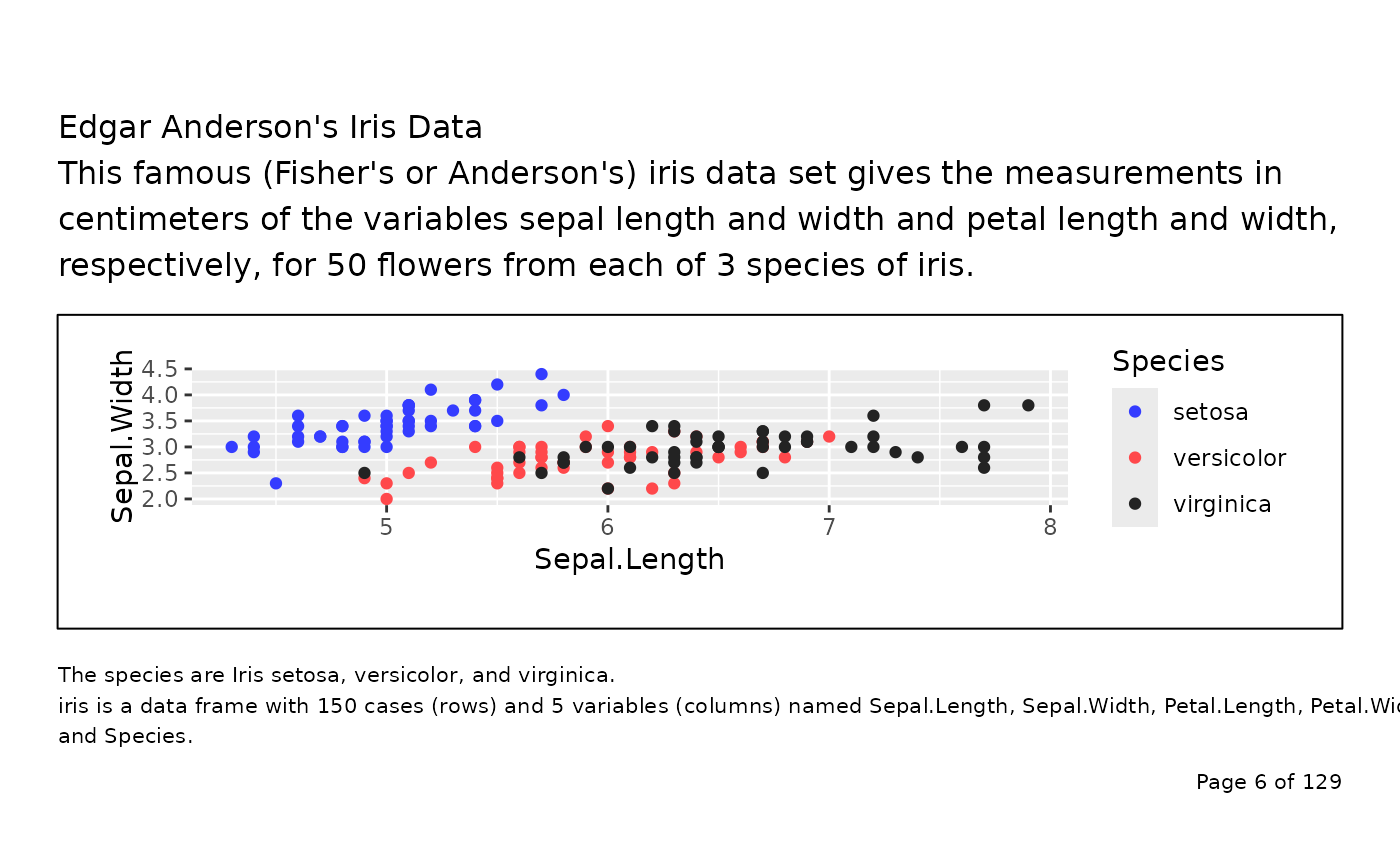 Edgar Anderson's Iris Data
This famous (Fisher's or Anderson's) iris data set gives the measurements in
centimeters of the variables sepal length and width and petal length and width,
respectively, for 50 flowers from each of 3 species of iris.
Sepal.Width
4.5
4.0
3.5
3.0
2.5
2.0
5 6 7 8
Sepal.Length
Species
setosa
versicolor
virginica
The species are Iris setosa, versicolor, and virginica.
iris is a data frame with 150 cases (rows) and 5 variables (columns) named Sepal.Length, Sepal.Width, Petal.Length,
and Species.
Page 6 of 129